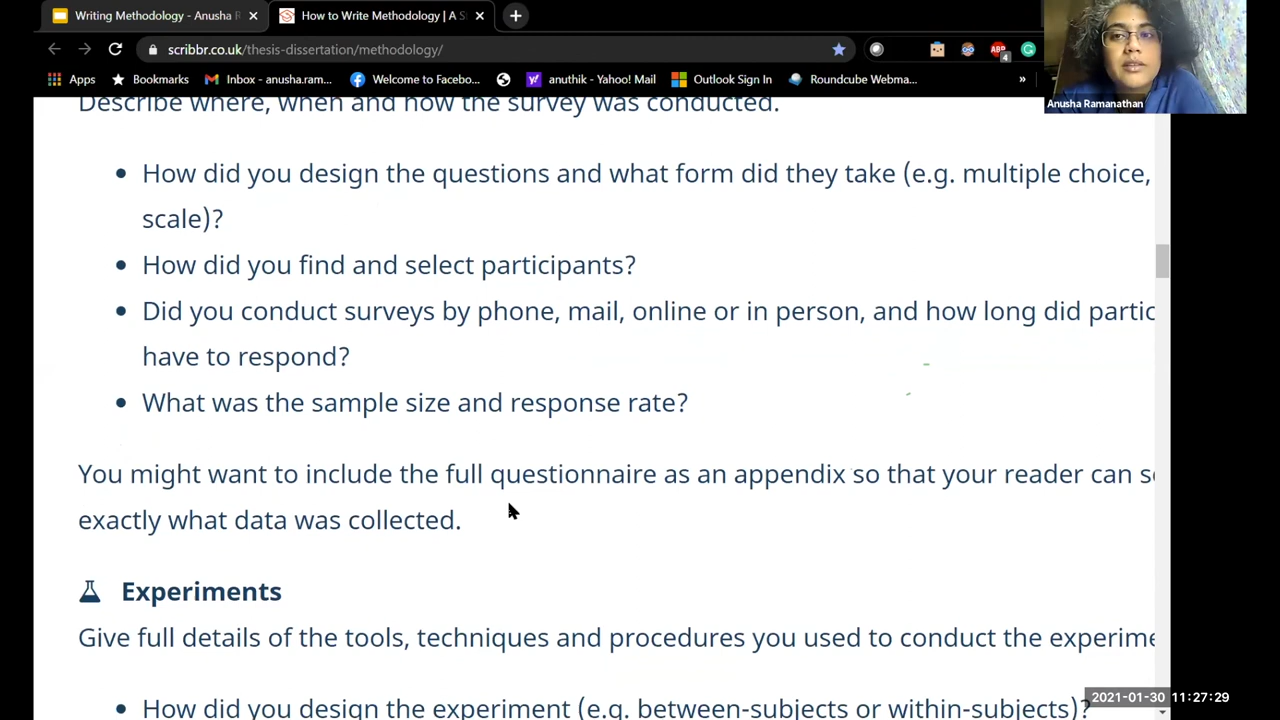 Writing Methodology - Anusha R
How to Write Methodology | A S
scribbr.co.uk/thesis-dissertation/methodology/
ABP
4
Apps
Bookmarks
Inbox - anusha.ram...
Welcome to Facebo...
anuthik - Yahoo! Mail
Outlook Sign In
Roundcube Webma...
»
Anusha Ramanathan
Describe where, when and how the survey was conducted.
• How did you design the questions and what form did they take (e.g. multiple choice,
scale)?
• How did you find and select participants?
• Did you conduct surveys by phone, mail, online or in person, and how long did partic
have to respond?
• What was the sample size and response rate?
You might want to include the full questionnaire as an appendix so that your reader can s
exactly what data was collected.
Experiments
Give full details of the tools, techniques and procedures you used to conduct the experime
• How did you design the experiment (e.g. between-subjects or within-subjects)?
2021-01-30 11:27:29